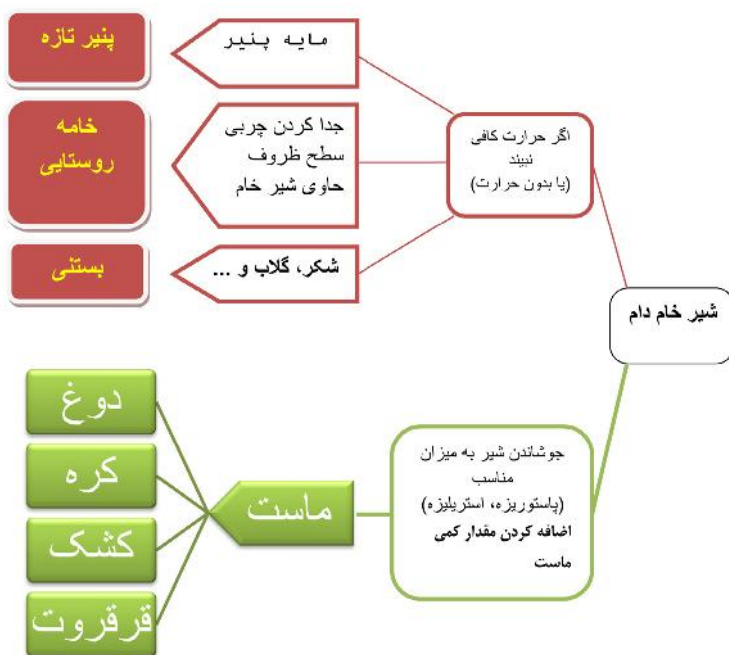 شیر خام دام
اگر حرارت کافی
نبیند
(یا بدون حرارت)
مایه پنیر
پنیر تازه
جدا کردن چربی
سطح ظروف
حاوی شیر خام
خامه
روستایی
شکر، گلاب و ...
بستنی
جوشاندن شیر به میزان
مناسب
(پاستوریزه، استریلیزه)
اضافه کردن مقدار کمی
ماست
ماست
دوغ
کره
کشک
قرقروت